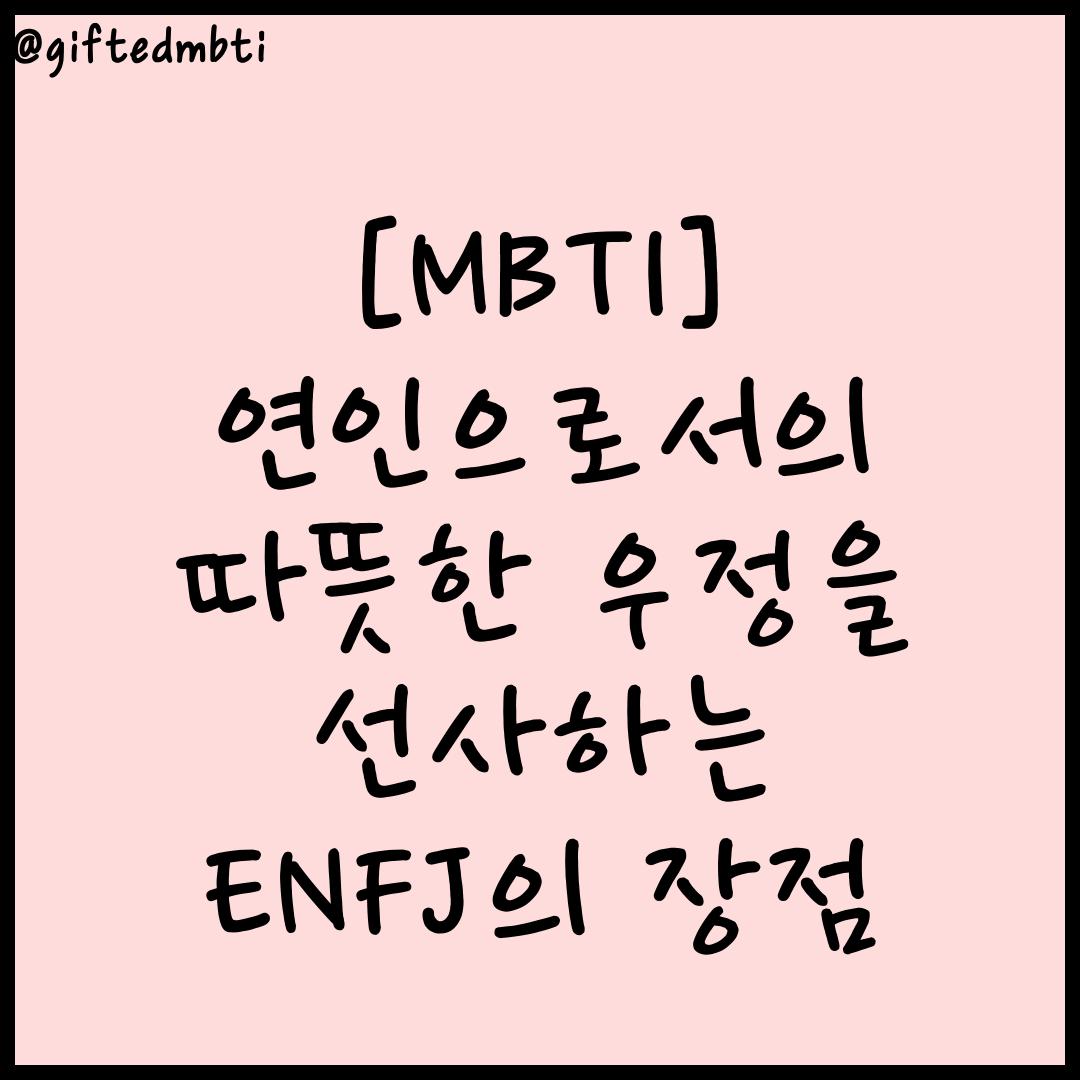 @giftedmbti
[MBTI]
연인으로서의
따뜻한 우정을
선사하는
ENFJ의 장점